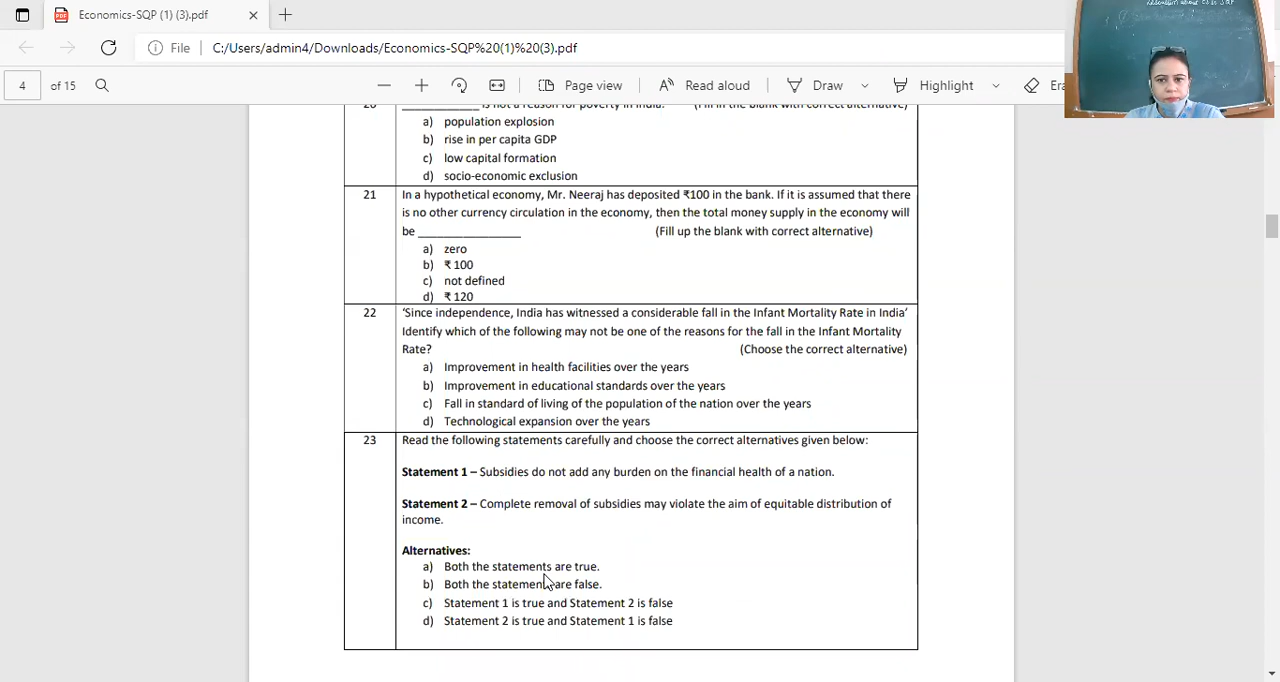 Economics-SQP (1) (3).pdf
File C:/Users/admin4/Downloads/Economics-SQP%20(1)%20(3).pdf
4 of 15 Page view Read aloud Draw Highlight
Discussion about
____________ is not a reason for poverty in India. (Fill in the blank with correct alternative)
a) population explosion
b) rise in per capita GDP
c) low capital formation
d) socio-economic exclusion
21 In a hypothetical economy, Mr. Neeraj has deposited ₹100 in the bank. If it is assumed that there
is no other currency circulation in the economy, then the total money supply in the economy will
be ________________ (Fill up the blank with correct alternative)
a) zero
b) ₹ 100
c) not defined
d) ₹ 120
22 ‘Since independence, India has witnessed a considerable fall in the Infant Mortality Rate in India’
Identify which of the following may not be one of the reasons for the fall in the Infant Mortality
Rate? (Choose the correct alternative)
a) Improvement in health facilities over the years
b) Improvement in educational standards over the years
c) Fall in standard of living of the population of the nation over the years
d) Technological expansion over the years
23 Read the following statements carefully and choose the correct alternatives given below:
Statement 1 – Subsidies do not add any burden on the financial health of a nation.
Statement 2 – Complete removal of subsidies may violate the aim of equitable distribution of
income.
Alternatives:
a) Both the statements are true.
b) Both the statements are false.
c) Statement 1 is true and Statement 2 is false
d) Statement 2 is true and Statement 1 is false